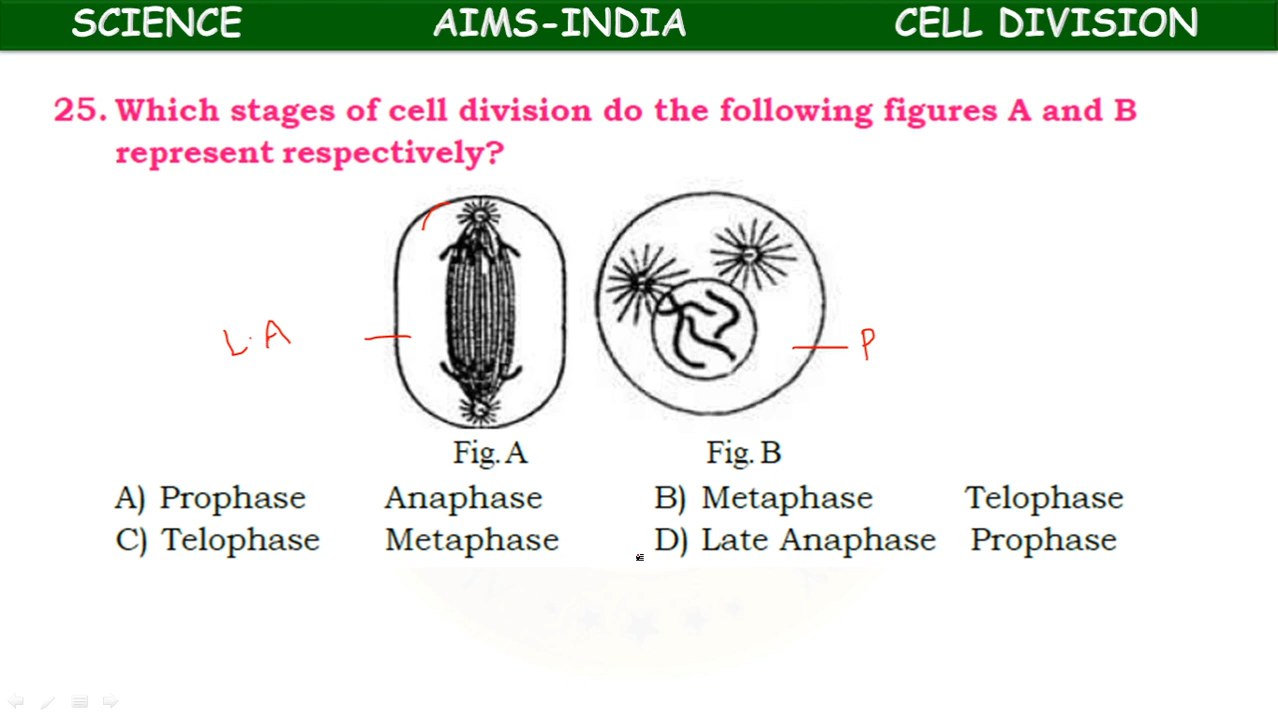 SCIENCE AIMS-INDIA CELL DIVISION
25. Which stages of cell division do the following figures A and B
represent respectively?
L.A
P
Fig. A Fig. B
A) Prophase Anaphase B) Metaphase Telophase
C) Telophase Metaphase D) Late Anaphase Prophase